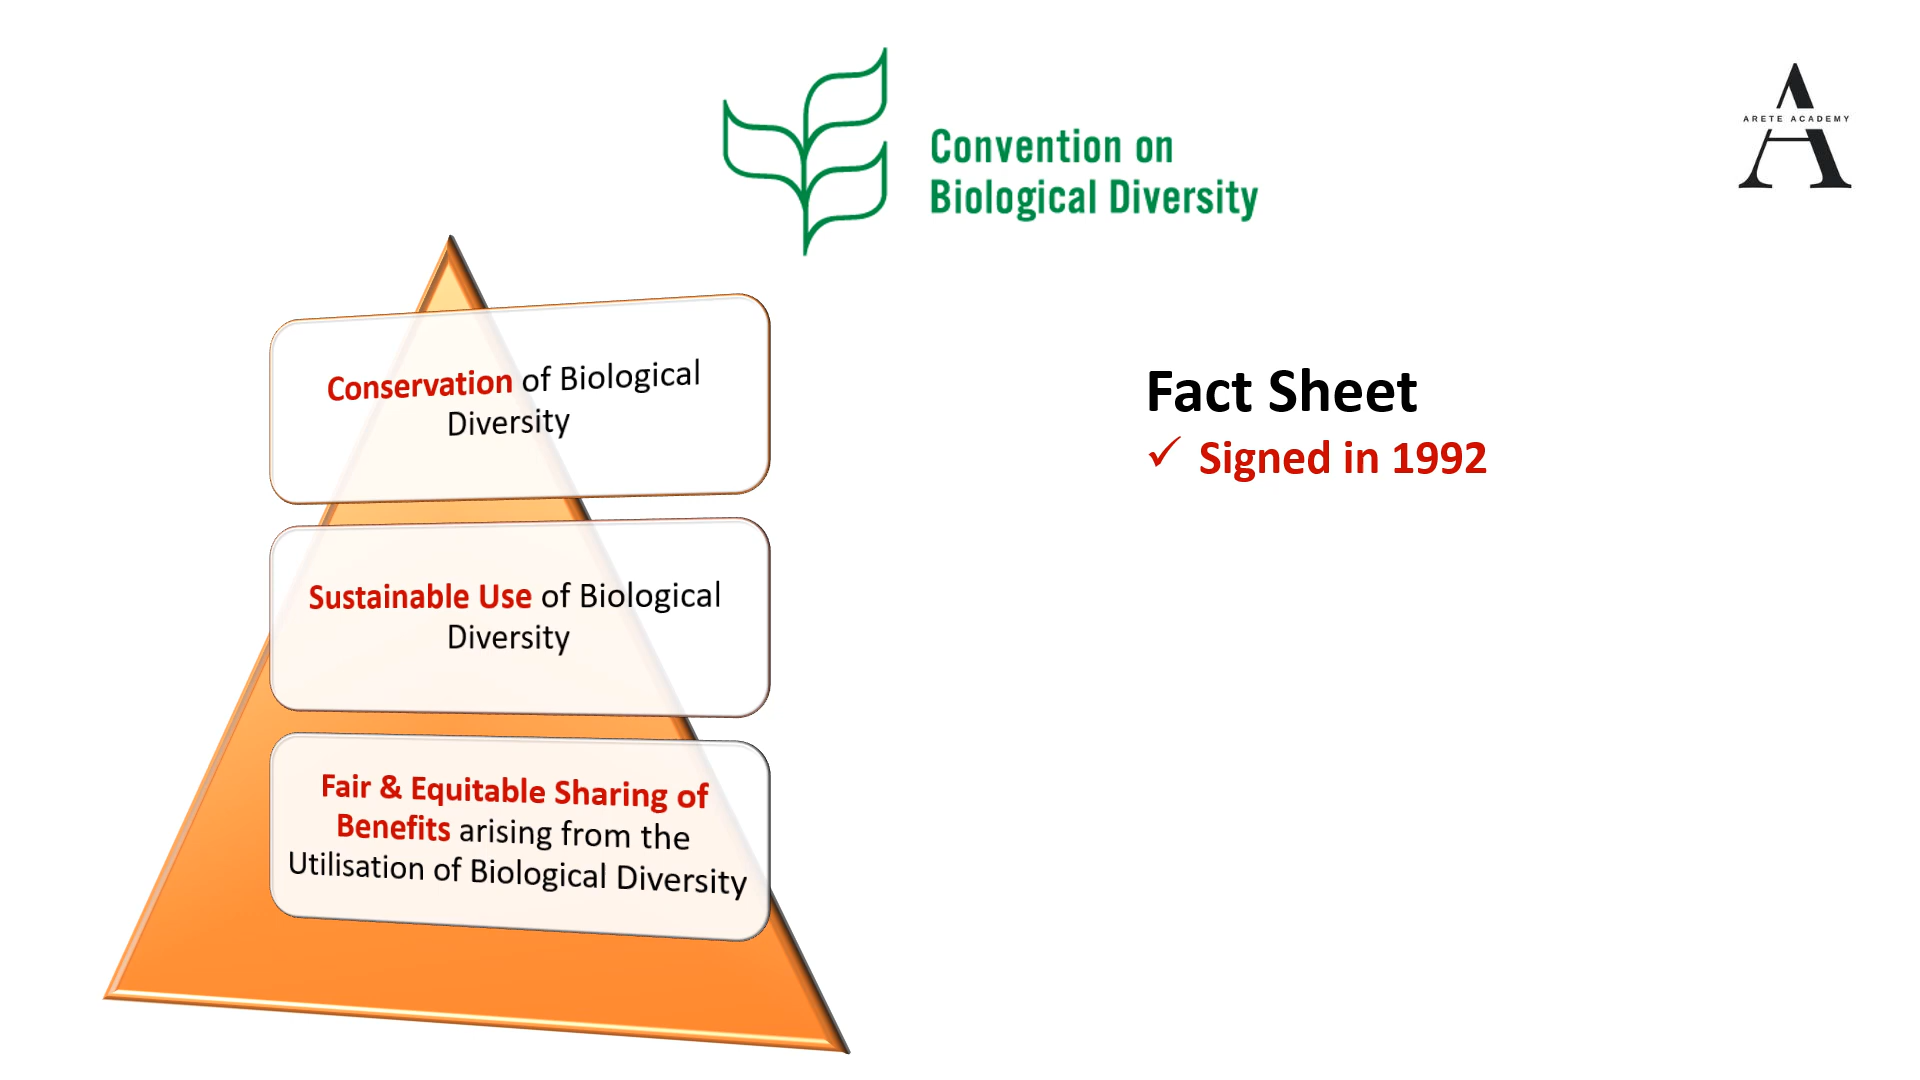 Convention on
Biological Diversity
ARETE ACADEMY
Conservation of Biological
Diversity
Sustainable Use of Biological
Diversity
Fair & Equitable Sharing of
Benefits arising from the
Utilisation of Biological Diversity
Fact Sheet
✓ Signed in 1992